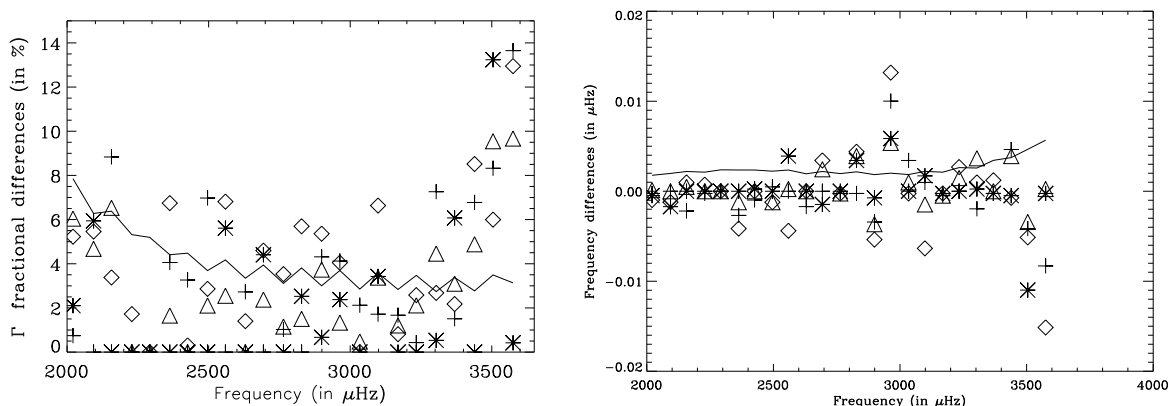 14
12
10
8
6
4
2
0
Γ fractional differences (in %)
2000 2500 3000 3500
Frequency (in μHz)
0.02
0.01
0.00
−0.01
−0.02
Frequency differences (in μHz)
2000 2500 3000 3500 4000
Frequency (in μHz)